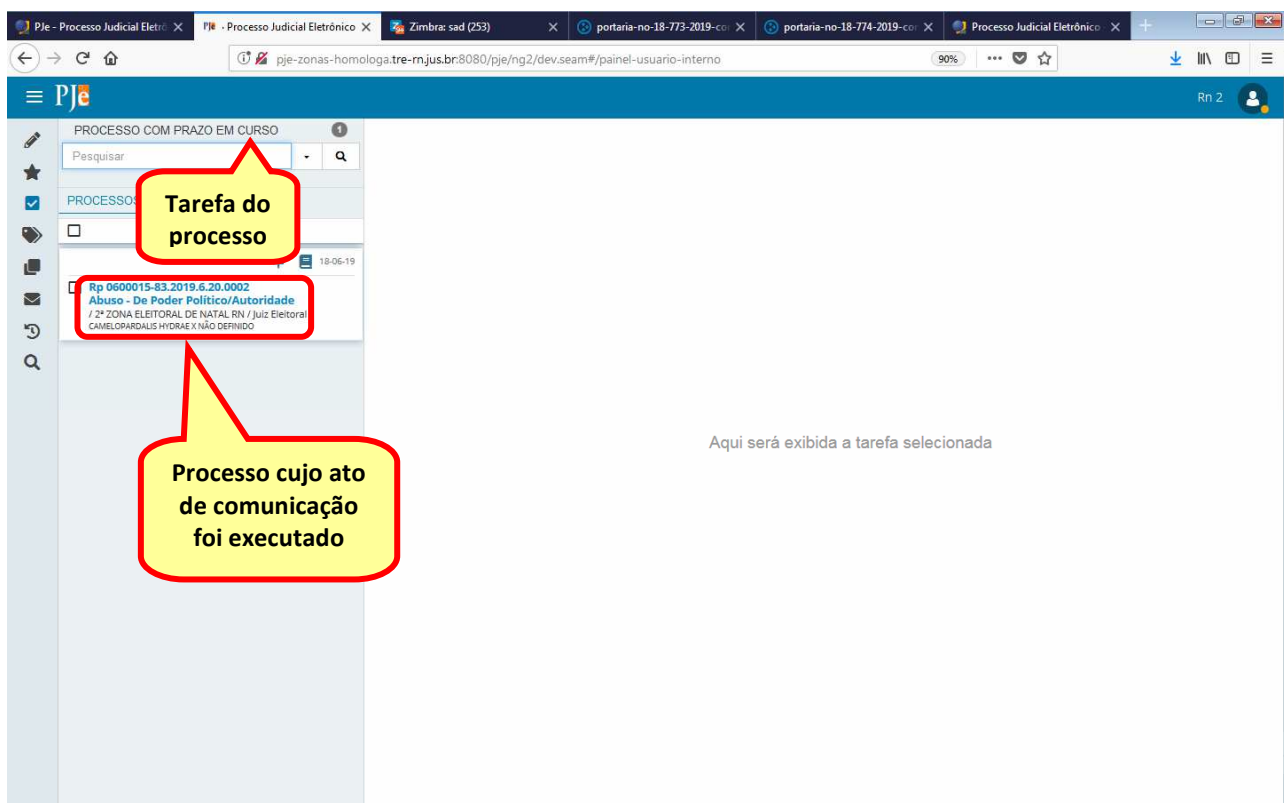 PJe - Processo Judicial Eletrô
PJe - Processo Judicial Eletrônico
Zimbra: sad (253)
portaria-no-18-773-2019-cor
portaria-no-18-774-2019-cor
Processo Judicial Eletrônico
pje-zonas-homologa.tre-rn.jus.br:8080/pje/ng2/dev.seam#/painel-usuario-interno
90%
PJe
Rn 2
PROCESSO COM PRAZO EM CURSO
1
Pesquisar
PROCESSOS
Tarefa do
processo
18-06-19
Rp 0600015-83.2019.6.20.0002
Abuso - De Poder Político/Autoridade
/ 2ª ZONA ELEITORAL DE NATAL RN / Juiz Eleitoral
CAMELOPARDALIS HYDRAE X NÃO DEFINIDO
Aqui será exibida a tarefa selecionada
Processo cujo ato
de comunicação
foi executado